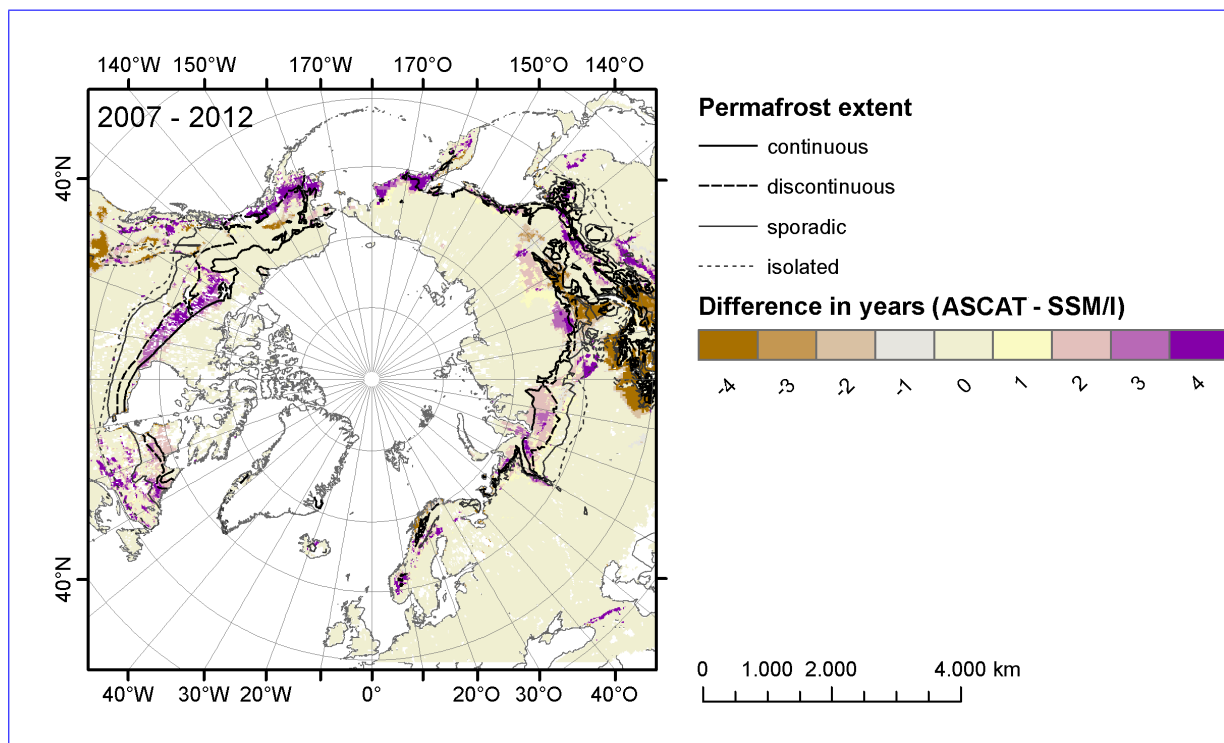 140°W 150°W 170°W 170°O 150°O 140°O
2007 - 2012
40°N
40°N
40°W 30°W 20°W 0° 20°O 30°O 40°O
Permafrost extent
continuous
discontinuous
sporadic
isolated
Difference in years (ASCAT - SSM/I)
-4 -3 -2 -1 0 1 2 3 4
0 1.000 2.000 4.000 km